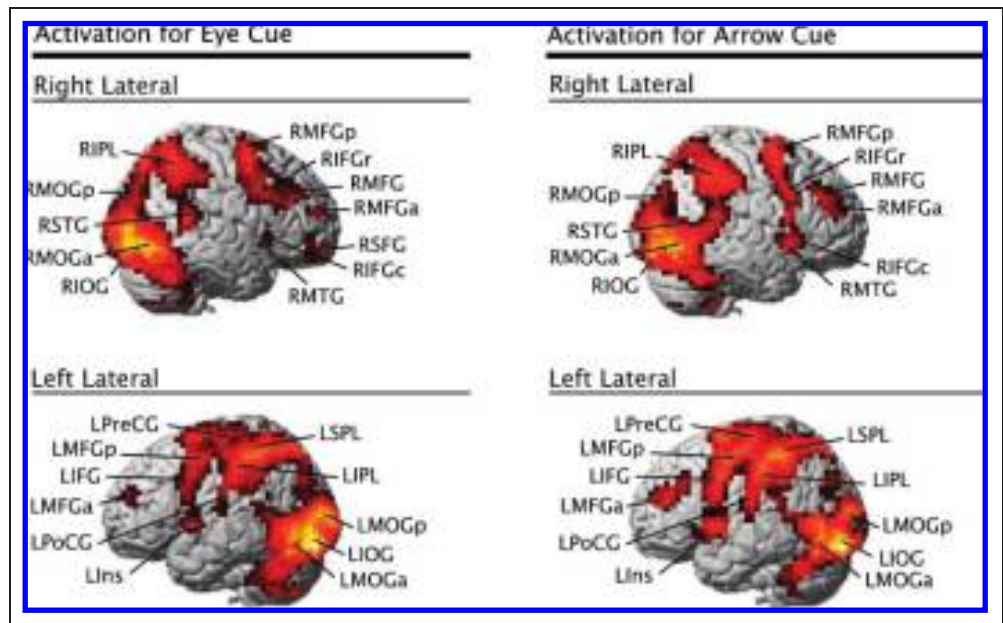 Activation for Eye Cue
Right Lateral
RMFGp
RIPL
RIFGr
RMOGp
RMFG
RMFGa
RSTG
RSFG
RMOGa
RIFGc
RIOG
RMTG
Left Lateral
LPreCG
LSPL
LMFGp
LIFG
LIPL
LMFGa
LMOGp
LPoCG
LIOG
LIns
LMOGa
Activation for Arrow Cue
Right Lateral
RMFGp
RIPL
RIFGr
RMOGp
RMFG
RMFGa
RSTG
RMOGa
RIFGc
RIOG
RMTG
Left Lateral
LPreCG
LSPL
LMFGp
LIFG
LIPL
LMFGa
LMOGp
LPoCG
LIOG
LIns
LMOGa